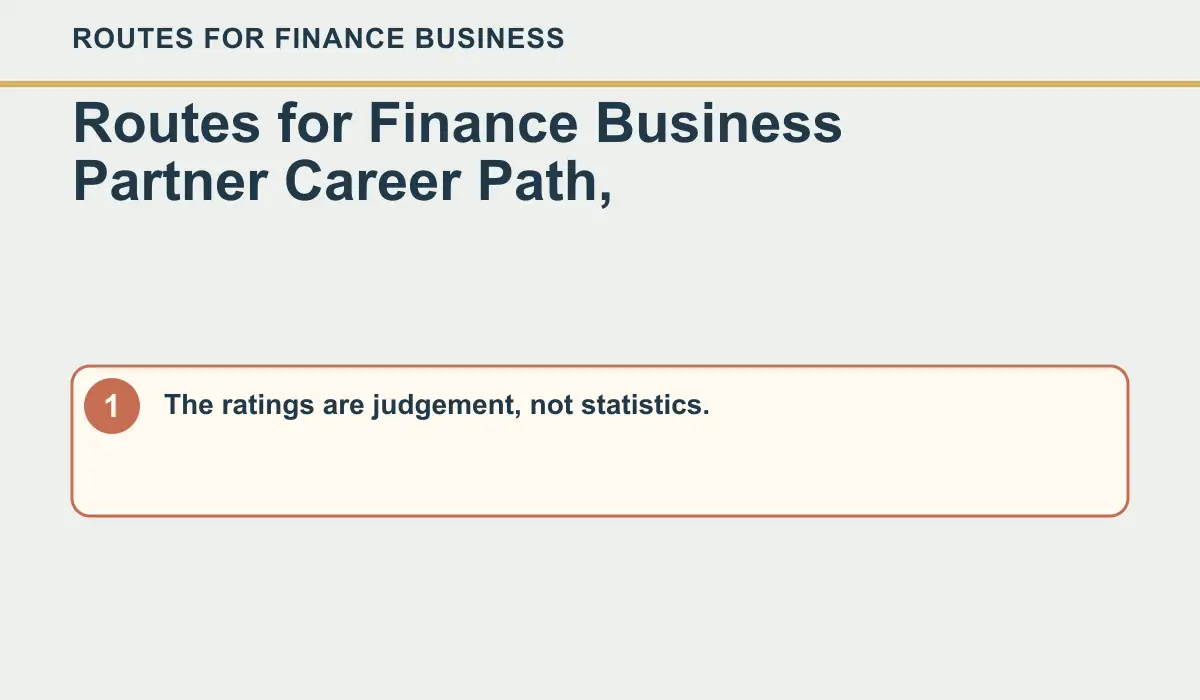 ROUTES FOR FINANCE BUSINESS
Routes for Finance Business
Partner Career Path,
1
The ratings are judgement, not statistics.